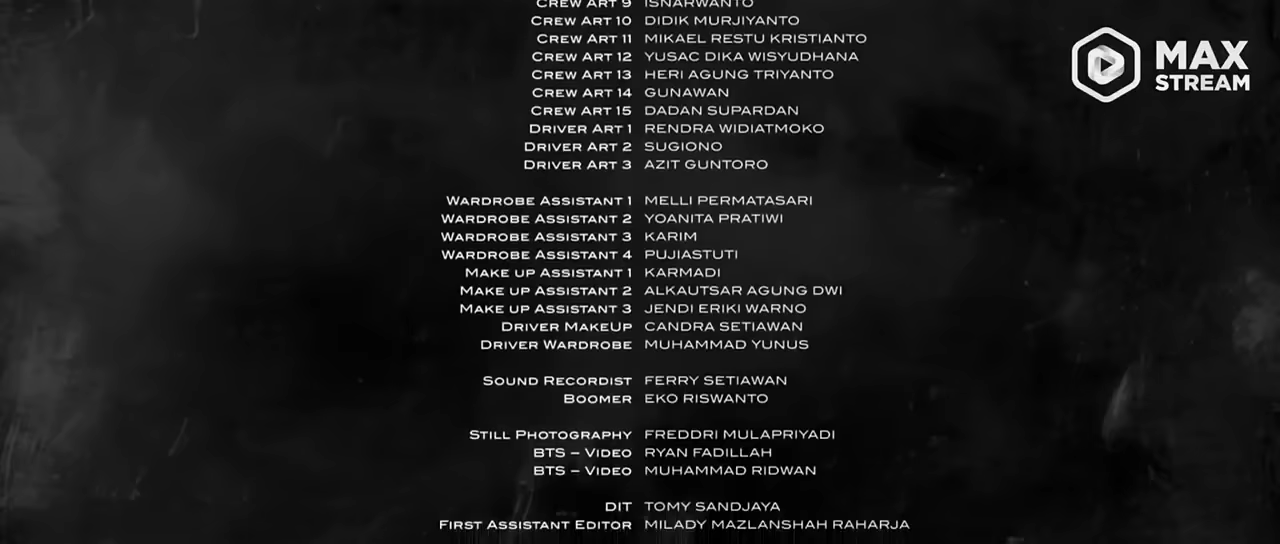 CREW ART 9 ISNARWANTO
CREW ART 10 DIDIK MURJIYANTO
CREW ART 11 MIKAEL RESTU KRISTIANTO
CREW ART 12 YUSAC DIKA WISYUDHANA
CREW ART 13 HERI AGUNG TRIYANTO
CREW ART 14 GUNAWAN
CREW ART 15 DADAN SUPARDAN
DRIVER ART 1 RENDRA WIDIATMOKO
DRIVER ART 2 SUGIONO
DRIVER ART 3 AZIT GUNTORO
MAX
STREAM
WARDROBE ASSISTANT 1 MELLI PERMATASARI
WARDROBE ASSISTANT 2 YOANITA PRATIWI
WARDROBE ASSISTANT 3 KARIM
WARDROBE ASSISTANT 4 PUJIASTUTI
MAKE UP ASSISTANT 1 KARMADI
MAKE UP ASSISTANT 2 ALKAUTSAR AGUNG DWI
MAKE UP ASSISTANT 3 JENDI ERIKI WARNO
DRIVER MAKEUP CANDRA SETIAWAN
DRIVER WARDROBE MUHAMMAD YUNUS
SOUND RECORDIST FERRY SETIAWAN
BOOMER EKO RISWANTO
STILL PHOTOGRAPHY FREDDRI MULAPRIYADI
BTS – VIDEO RYAN FADILLAH
BTS – VIDEO MUHAMMAD RIDWAN
DIT TOMY SANDJAYA
FIRST ASSISTANT EDITOR MILADY MAZLANSHAH RAHARJA